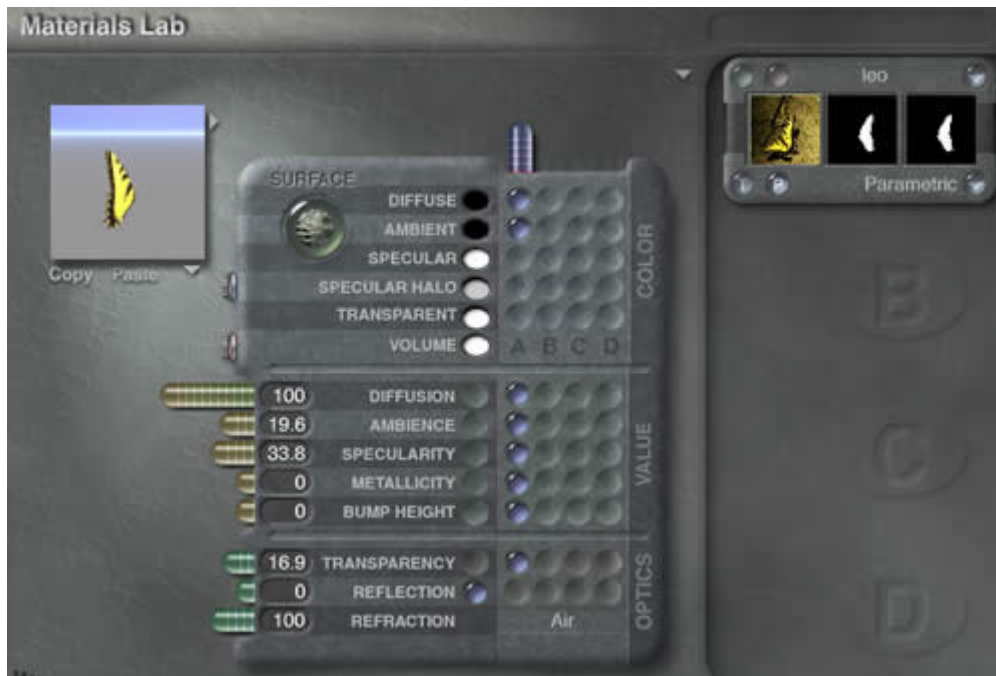 Materials Lab
leo
Parametric
Copy Paste
SURFACE
DIFFUSE
AMBIENT
SPECULAR
SPECULAR HALO
TRANSPARENT
VOLUME
A B C D
COLOR
100 DIFFUSION
19.6 AMBIENCE
33.8 SPECULARITY
0 METALLICITY
0 BUMP HEIGHT
VALUE
16.9 TRANSPARENCY
0 REFLECTION
100 REFRACTION
Air
OPTICS
B
C
D